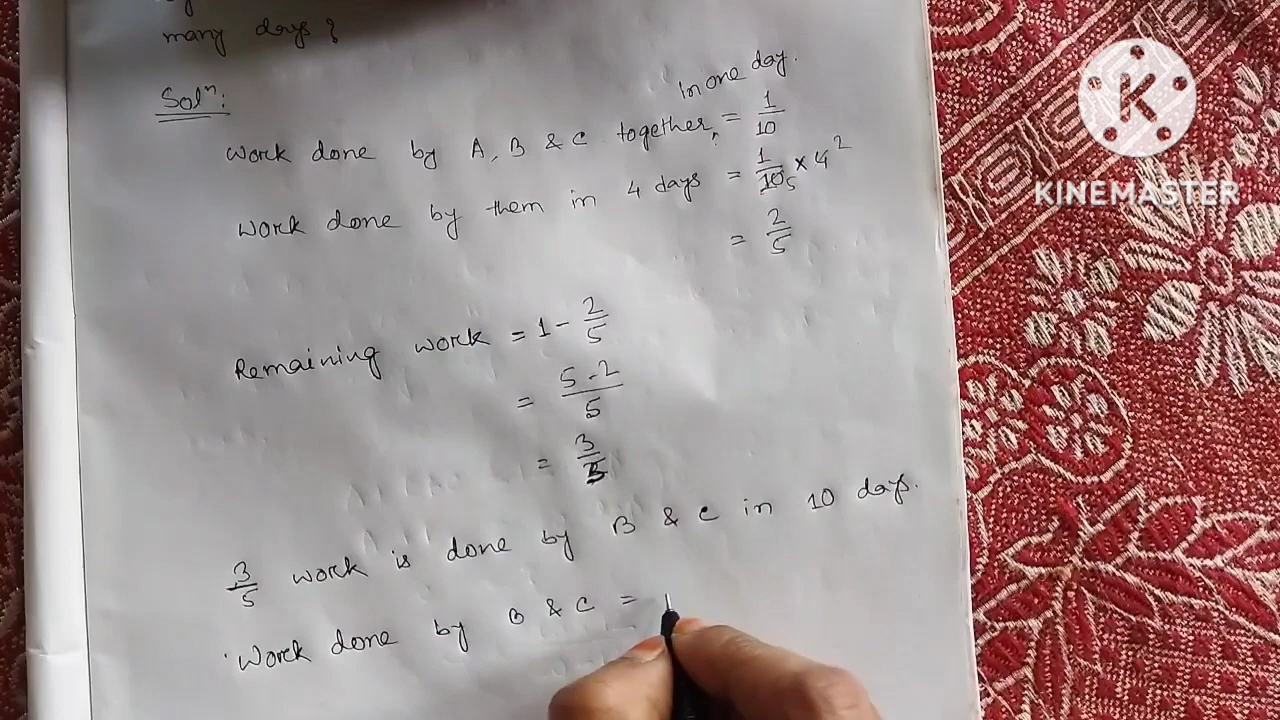 many days?
Solⁿ:
in one day.
Work done by A, B & C together, = 1/10
Work done by them in 4 days = 1/10 5 × 4 2
= 2/5
Remaining work = 1 - 2/5
= 5-2/5
= 3/5
3/5 work is done by B & C in 10 days.
Work done by B & C =
K
KINEMASTER